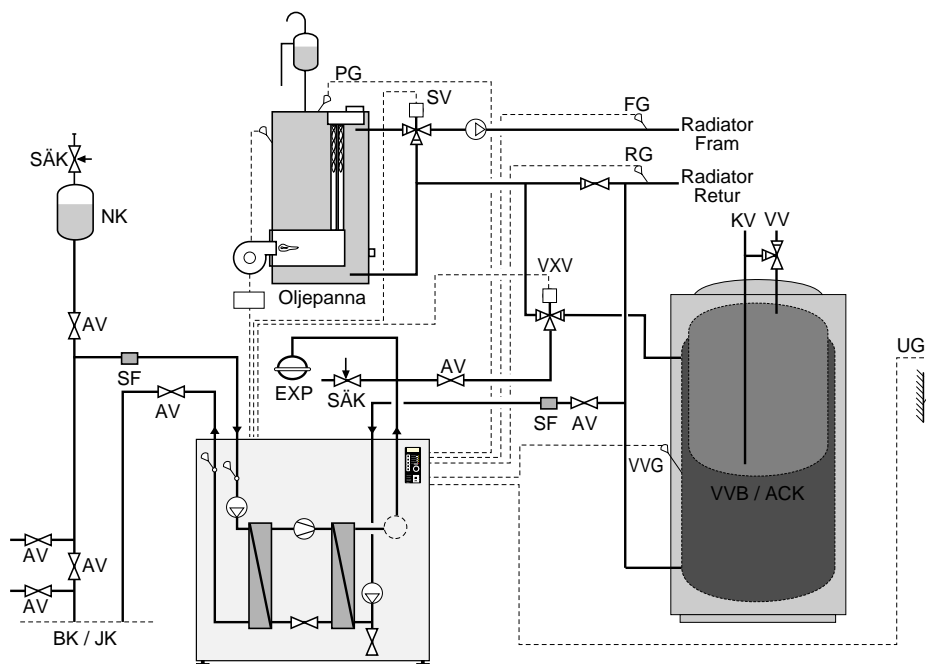 PG
SV
FG
Radiator
Fram
RG
Radiator
Retur
SÄK
NK
KV VV
VXV
Oljepanna
AV
UG
SF
EXP
SÄK
AV
AV
SF
AV
VVG
VVB / ACK
AV
AV
AV
BK / JK